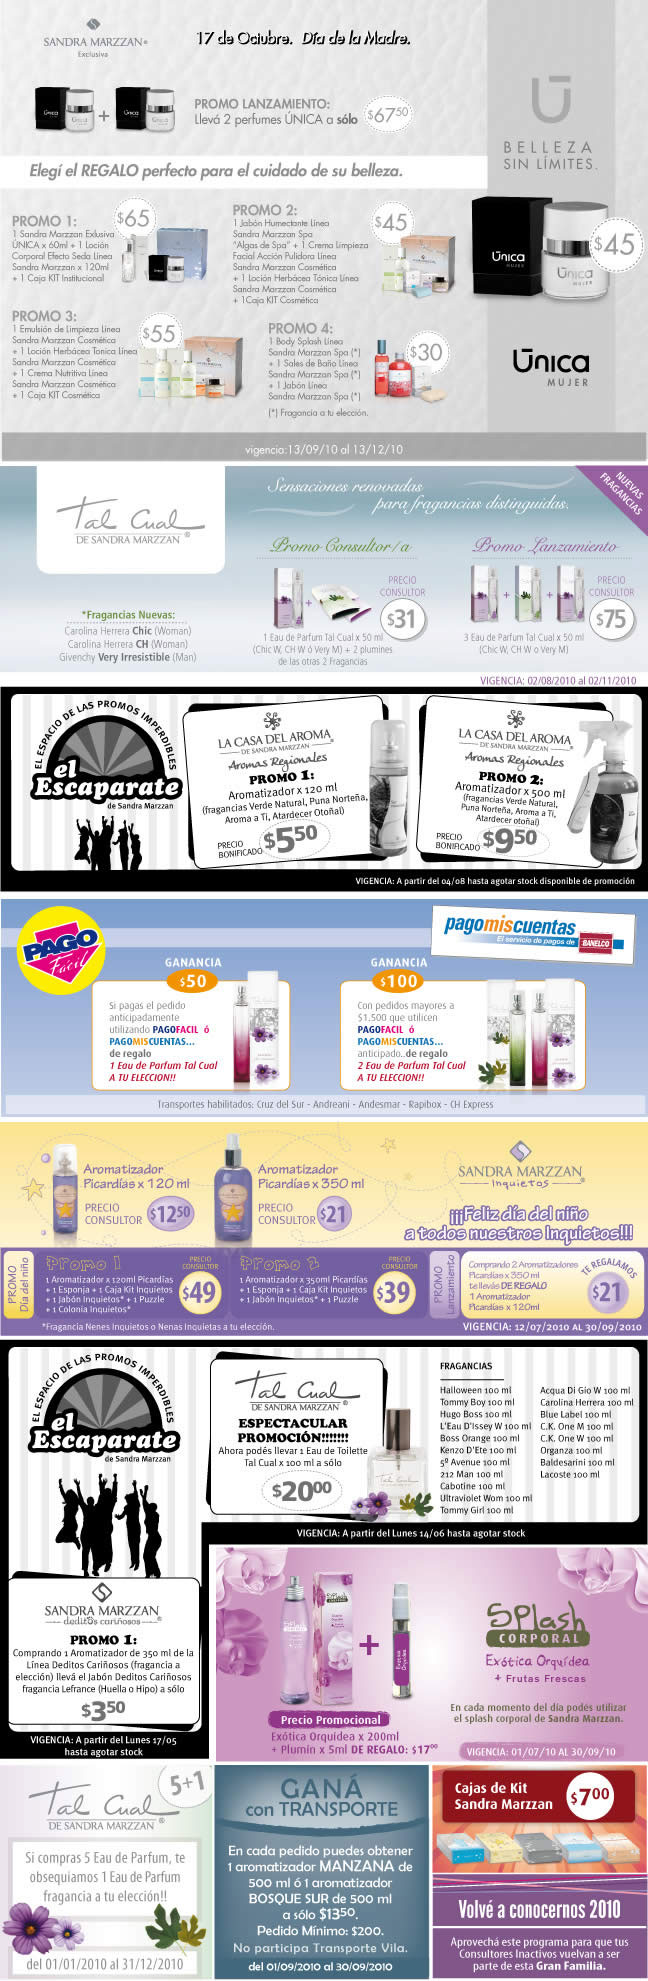 SANDRA MARZZAN®
Exclusiva
17 de Octubre. Día de la Madre.
Única
+
Única
PROMO LANZAMIENTO:
Llevá 2 perfumes ÚNICA a sólo
$67.50
Ū
BELLEZA
SIN LÍMITES.
Elegí el REGALO perfecto para el cuidado de su belleza.
PROMO 1:
1 Sandra Marzzan Exlusiva
ÚNICA x 60ml + 1 Loción
Corporal Efecto Seda Línea
Sandra Marzzan x 120ml
+ 1 Caja KIT Institucional
$65
PROMO 2:
1 Jabón Humectante Línea
Sandra Marzzan Spa
"Algas de Spa" + 1 Crema Limpieza
Facial Acción Pulidora Línea
Sandra Marzzan Cosmética
+ 1 Loción Herbácea Tónica Línea
Sandra Marzzan Cosmética
+ 1Caja KIT Cosmética
$45
Única
MUJER
Única
MUJER
$45
PROMO 3:
1 Emulsión de Limpieza Línea
Sandra Marzzan Cosmética
+ 1 Loción Herbácea Tonica Línea
Sandra Marzzan Cosmética
+ 1 Crema Nutritiva Línea
Sandra Marzzan Cosmética
+ 1 Caja KIT Cosmética
$55
PROMO 4:
1 Body Splash Línea
Sandra Marzzan Spa (*)
+ 1 Sales de Baño Línea
Sandra Marzzan Spa (*)
+ 1 Jabón Línea
Sandra Marzzan Spa (*)
(*) Fragancia a tu elección.
$30
Única
MUJER
vigencia:13/09/10 al 13/12/10
Tal Cual
DE SANDRA MARZZAN®
Sensaciones renovadas
para fragancias distinguidas.
NUEVAS
FRAGANCIAS
*Fragancias Nuevas:
Carolina Herrera Chic (Woman)
Carolina Herrera CH (Woman)
Givenchy Very Irresistible (Man)
Promo Consultor/a
PRECIO
CONSULTOR
$31
1 Eau de Parfum Tal Cual x 50 ml
(Chic W, CH W ó Very M) + 2 plumines
de las otras 2 Fragancias
Promo Lanzamiento
PRECIO
CONSULTOR
$75
3 Eau de Parfum Tal Cual x 50 ml
(Chic W, CH W ó Very M)
VIGENCIA: 02/08/2010 al 02/11/2010
EL ESPACIO DE LAS PROMOS IMPERDIBLES
el
Escaparate
de Sandra Marzzan
LA CASA DEL AROMA
DE SANDRA MARZZAN®
Aromas Regionales
PROMO 1:
Aromatizador x 120 ml
(fragancias Verde Natural, Puna Norteña,
Aroma a Ti, Atardecer Otoñal)
PRECIO
BONIFICADO
$5.50
LA CASA DEL AROMA
DE SANDRA MARZZAN®
Aromas Regionales
PROMO 2:
Aromatizador x 500 ml
(fragancias Verde Natural,
Puna Norteña, Aroma a Ti,
Atardecer otoñal)
PRECIO
BONIFICADO
$9.50
VIGENCIA: A partir del 04/08 hasta agotar stock disponible de promoción
PAGO
Fácil
pagomiscuentas
El servicio de pagos de BANELCO
GANANCIA
$50
Si pagas el pedido
anticipadamente
utilizando PAGOFACIL ó
PAGOMISCUENTAS...
de regalo
1 Eau de Parfum Tal Cual
A TU ELECCION!!
GANANCIA
$100
Con pedidos mayores a
$1,500 que utilicen
PAGOFACIL ó
PAGOMISCUENTAS...
anticipado..de regalo
2 Eau de Parfum Tal Cual
A TU ELECCION!!
Transportes habilitados: Cruz del Sur - Andreani - Andesmar - Rapibox - CH Express
Aromatizador
Picardías x 120 ml
PRECIO
CONSULTOR
$12.50
Aromatizador
Picardías x 350 ml
PRECIO
CONSULTOR
$21
SANDRA MARZZAN®
Inquietos
¡¡¡Feliz día del niño
a todos nuestros Inquietos!!!
PROMO
Día del niño
Promo 1
1 Aromatizador x 120ml Picardías
+ 1 Esponja + 1 Caja Kit Inquietos
+ 1 Jabón Inquietos* + 1 Puzzle
+ 1 Colonia Inquietos*
PRECIO
CONSULTOR
$49
Promo 2
1 Aromatizador x 350ml Picardías
+ 1 Esponja + 1 Caja Kit Inquietos
+ 1 Jabón Inquietos* + 1 Puzzle
PRECIO
CONSULTOR
$39
*Fragancia Nenes Inquietos o Nenas Inquietas a tu elección.
PROMO
Lanzamiento
Comprando 2 Aromatizadores
Picardías x 350 ml
te llevás DE REGALO
1 Aromatizador
Picardías x 120ml
TE REGALAMOS
$21
VIGENCIA: 12/07/2010 AL 30/09/2010
EL ESPACIO DE LAS PROMOS IMPERDIBLES
el
Escaparate
de Sandra Marzzan
Tal Cual
DE SANDRA MARZZAN®
ESPECTACULAR
PROMOCIÓN!!!!!!!
Ahora podés llevar 1 Eau de Toilette
Tal Cual x 100 ml a sólo
$20.00
Tal Cual
FRAGANCIAS
Halloween 100 ml
Tommy Boy 100 ml
Hugo Boss 100 ml
L'Eau D'Issey W 100 ml
Boss Orange 100 ml
Kenzo D'Ete 100 ml
5º Avenue 100 ml
212 Man 100 ml
Cabotine 100 ml
Ultraviolet Wom 100 ml
Tommy Girl 100 ml
Acqua Di Gio W 100 ml
Carolina Herrera 100 ml
Blue Label 100 ml
C.K. One M 100 ml
C.K. One W 100 ml
Organza 100 ml
Baldesarini 100 ml
Lacoste 100 ml
VIGENCIA: A partir del Lunes 14/06 hasta agotar stock
SANDRA MARZZAN®
deditos cariñosos
PROMO 1:
Comprando 1 Aromatizador de 350 ml de la
Línea Deditos Cariñosos (fragancia a
elección) llevá el Jabón Deditos Cariñosos
fragancia Lefrance (Huella o Hipo) a sólo
$3.50
VIGENCIA: A partir del Lunes 17/05
hasta agotar stock
Splash
CORPORAL
+
Exótica Orquídea
Splash
CORPORAL
Exótica Orquídea
+ Frutas Frescas
En cada momento del día podés utilizar
el splash corporal de Sandra Marzzan.
Precio Promocional
Exótica Orquídea x 200ml
+ Plumín x 5ml DE REGALO: $17.00
VIGENCIA: 01/07/10 AL 30/09/10
5+1
Tal Cual
DE SANDRA MARZZAN®
Si compras 5 Eau de Parfum, te
obsequiamos 1 Eau de Parfum
fragancia a tu elección!!
del 01/01/2010 al 31/12/2010
GANÁ
con TRANSPORTE
En cada pedido puedes obtener
1 aromatizador MANZANA de
500 ml ó 1 aromatizador
BOSQUE SUR de 500 ml
a sólo $13.50.
Pedido Mínimo: $200.
No participa Transporte Vila.
del 01/09/2010 al 30/09/2010
Cajas de Kit
Sandra Marzzan
$7.00
Volvé a conocernos 2010
Aprovechá este programa para que tus
Consultores Inactivos vuelvan a ser
parte de esta Gran Familia.